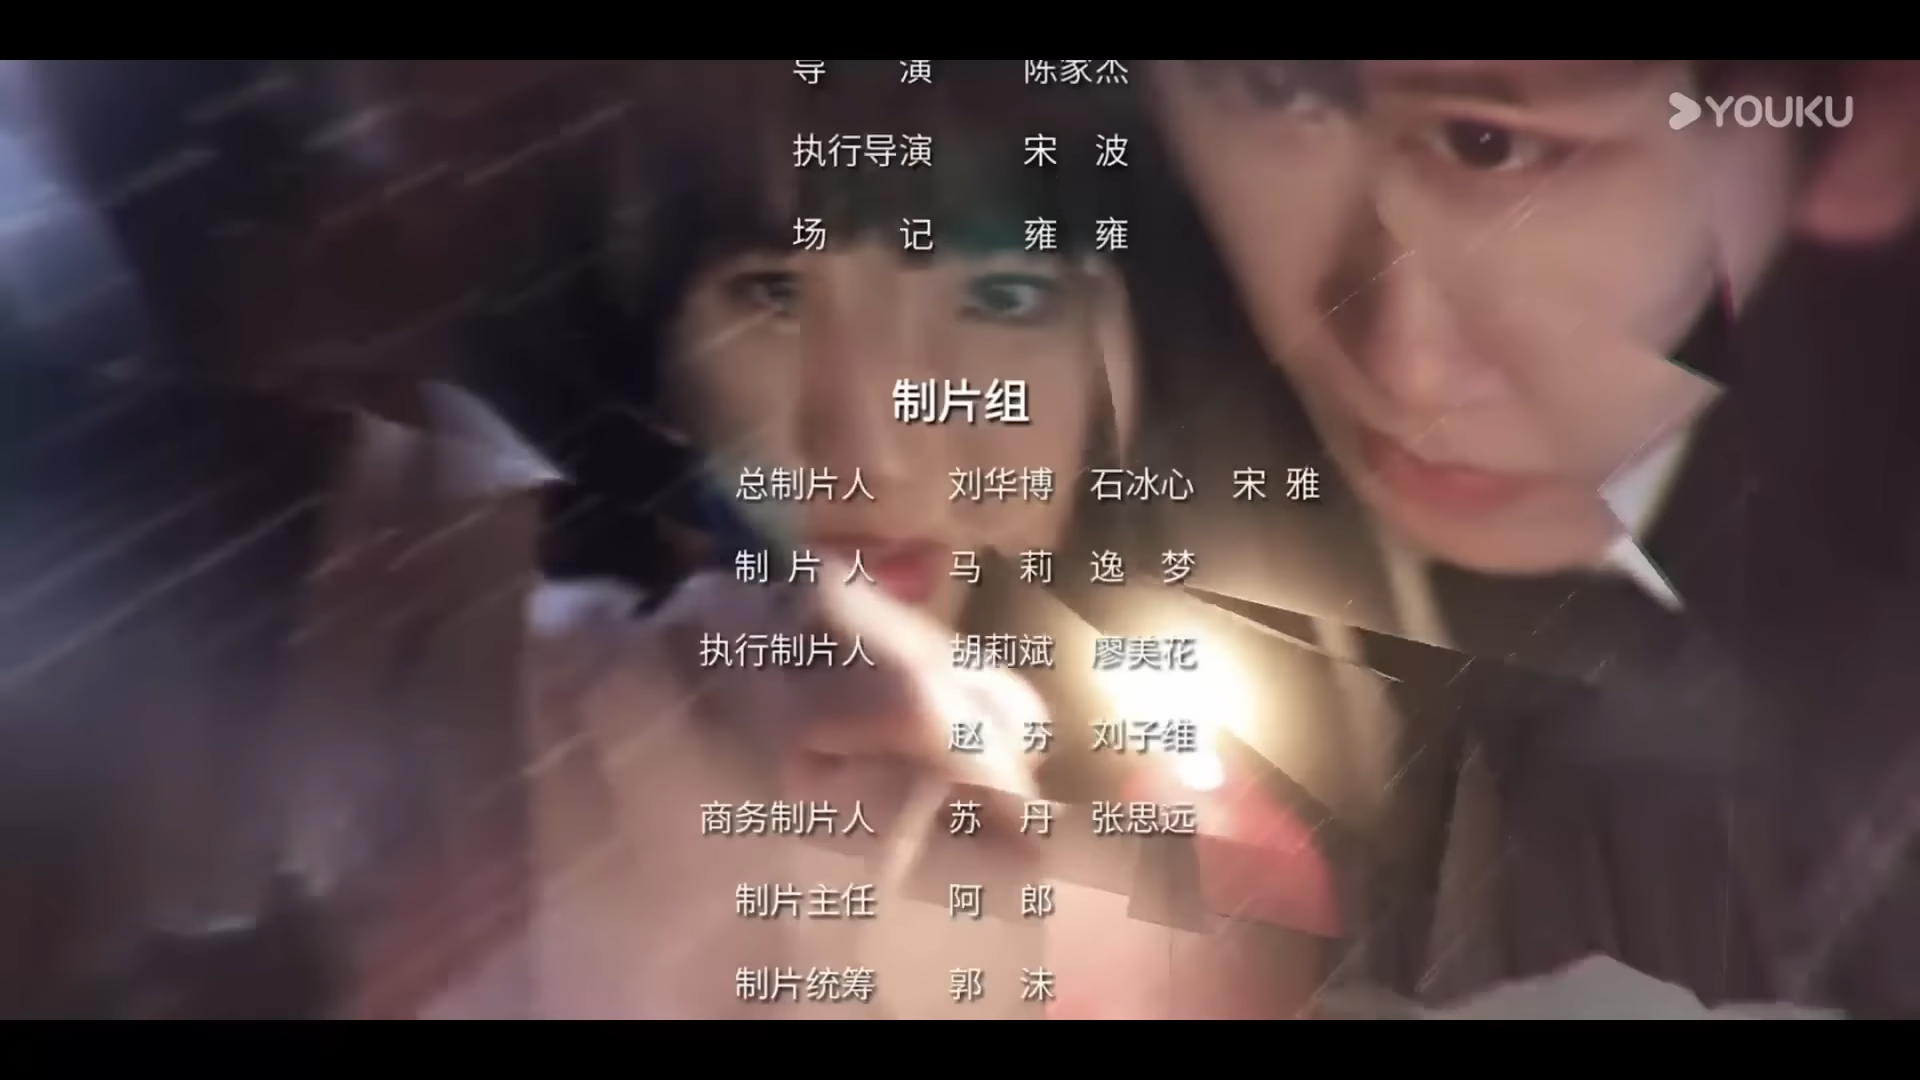 导 演 陈家杰
YOUKU
执行导演 宋 波
场 记 雍 雍
制片组
总制片人 刘华博 石冰心 宋 雅
制 片 人 马 莉 逸 梦
执行制片人 胡莉斌 廖美花
赵 芬 刘子维
商务制片人 苏 丹 张思远
制片主任 阿 郎
制片统筹 郭 沫